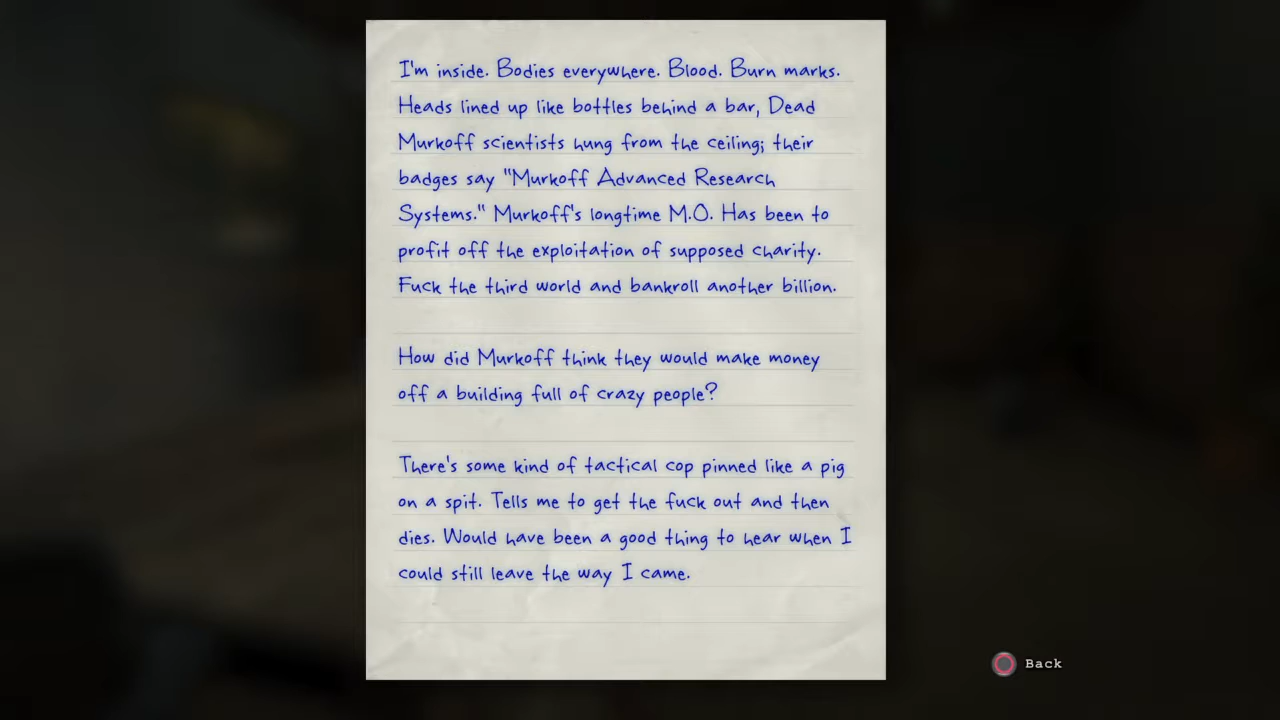 I'm inside. Bodies everywhere. Blood. Burn marks.
Heads lined up like bottles behind a bar, Dead
Murkoff scientists hung from the ceiling; their
badges say "Murkoff Advanced Research
Systems." Murkoff's longtime M.O. Has been to
profit off the exploitation of supposed charity.
Fuck the third world and bankroll another billion.
How did Murkoff think they would make money
off a building full of crazy people?
There's some kind of tactical cop pinned like a pig
on a spit. Tells me to get the fuck out and then
dies. Would have been a good thing to hear when I
could still leave the way I came.
Back